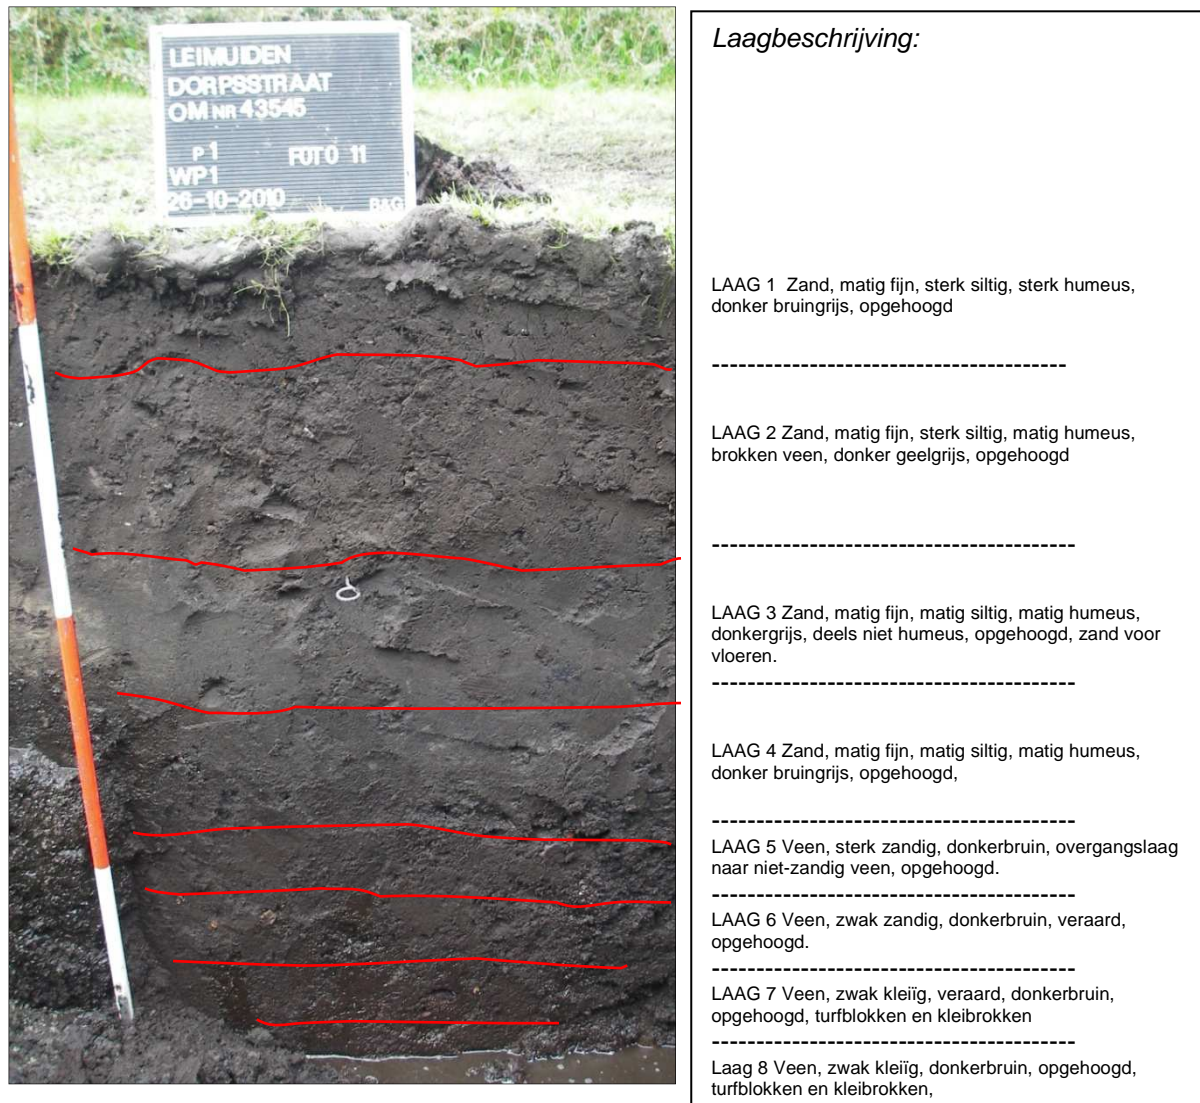 LEIMUIDEN
DORPSSTRAAT
OM NR 43545
P 1 FOTO 11
WP1
26-10-2010 B&G
Laagbeschrijving:
LAAG 1 Zand, matig fijn, sterk siltig, sterk humeus,
donker bruingrijs, opgehoogd
----------------------------------------
LAAG 2 Zand, matig fijn, sterk siltig, matig humeus,
brokken veen, donker geelgrijs, opgehoogd
-----------------------------------------
LAAG 3 Zand, matig fijn, matig siltig, matig humeus,
donkergrijs, deels niet humeus, opgehoogd, zand voor
vloeren.
-----------------------------------------
LAAG 4 Zand, matig fijn, matig siltig, matig humeus,
donker bruingrijs, opgehoogd,
-----------------------------------------
LAAG 5 Veen, sterk zandig, donkerbruin, overgangslaag
naar niet-zandig veen, opgehoogd.
-----------------------------------------
LAAG 6 Veen, zwak zandig, donkerbruin, veraard,
opgehoogd.
-----------------------------------------
LAAG 7 Veen, zwak kleiïg, veraard, donkerbruin,
opgehoogd, turfblokken en kleibrokken
-----------------------------------------
Laag 8 Veen, zwak kleiïg, donkerbruin, opgehoogd,
turfblokken en kleibrokken,